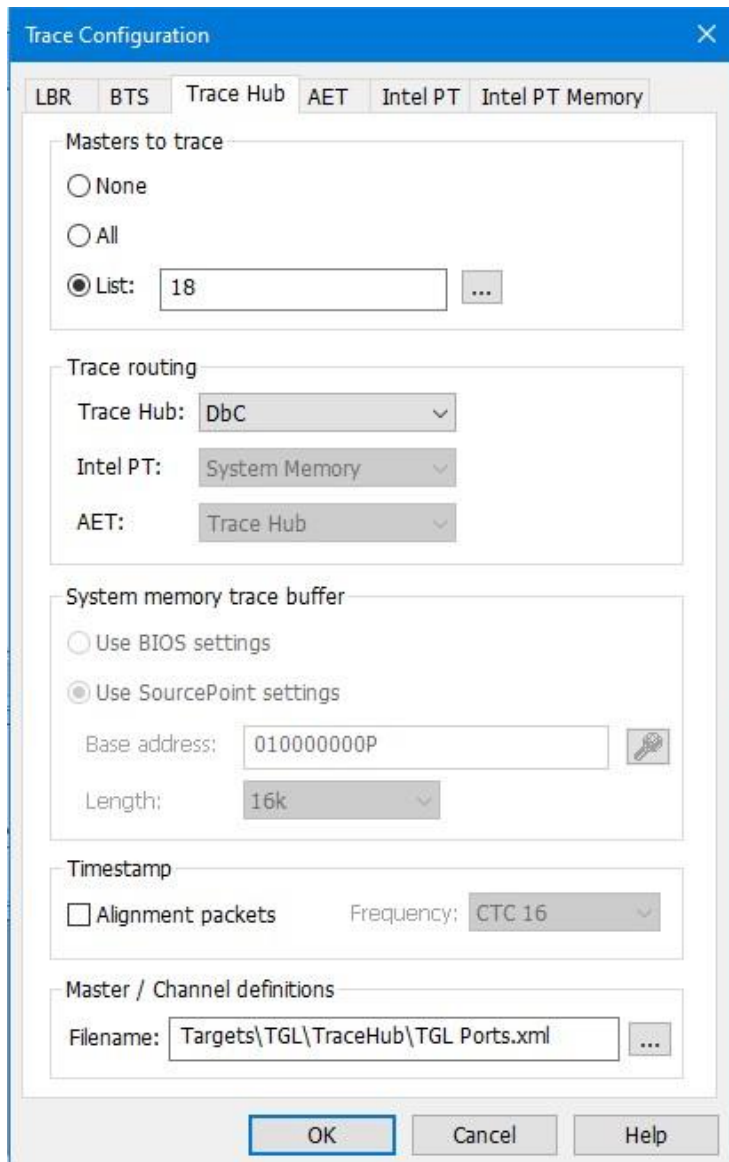 Trace Configuration
LBR BTS Trace Hub AET Intel PT Intel PT Memory
Masters to trace
None
All
List: 18 ...
Trace routing
Trace Hub: DbC
Intel PT: System Memory
AET: Trace Hub
System memory trace buffer
Use BIOS settings
Use SourcePoint settings
Base address: 010000000P
Length: 16k
Timestamp
Alignment packets Frequency: CTC 16
Master / Channel definitions
Filename: Targets\TGL\TraceHub\TGL Ports.xml ...
OK Cancel Help